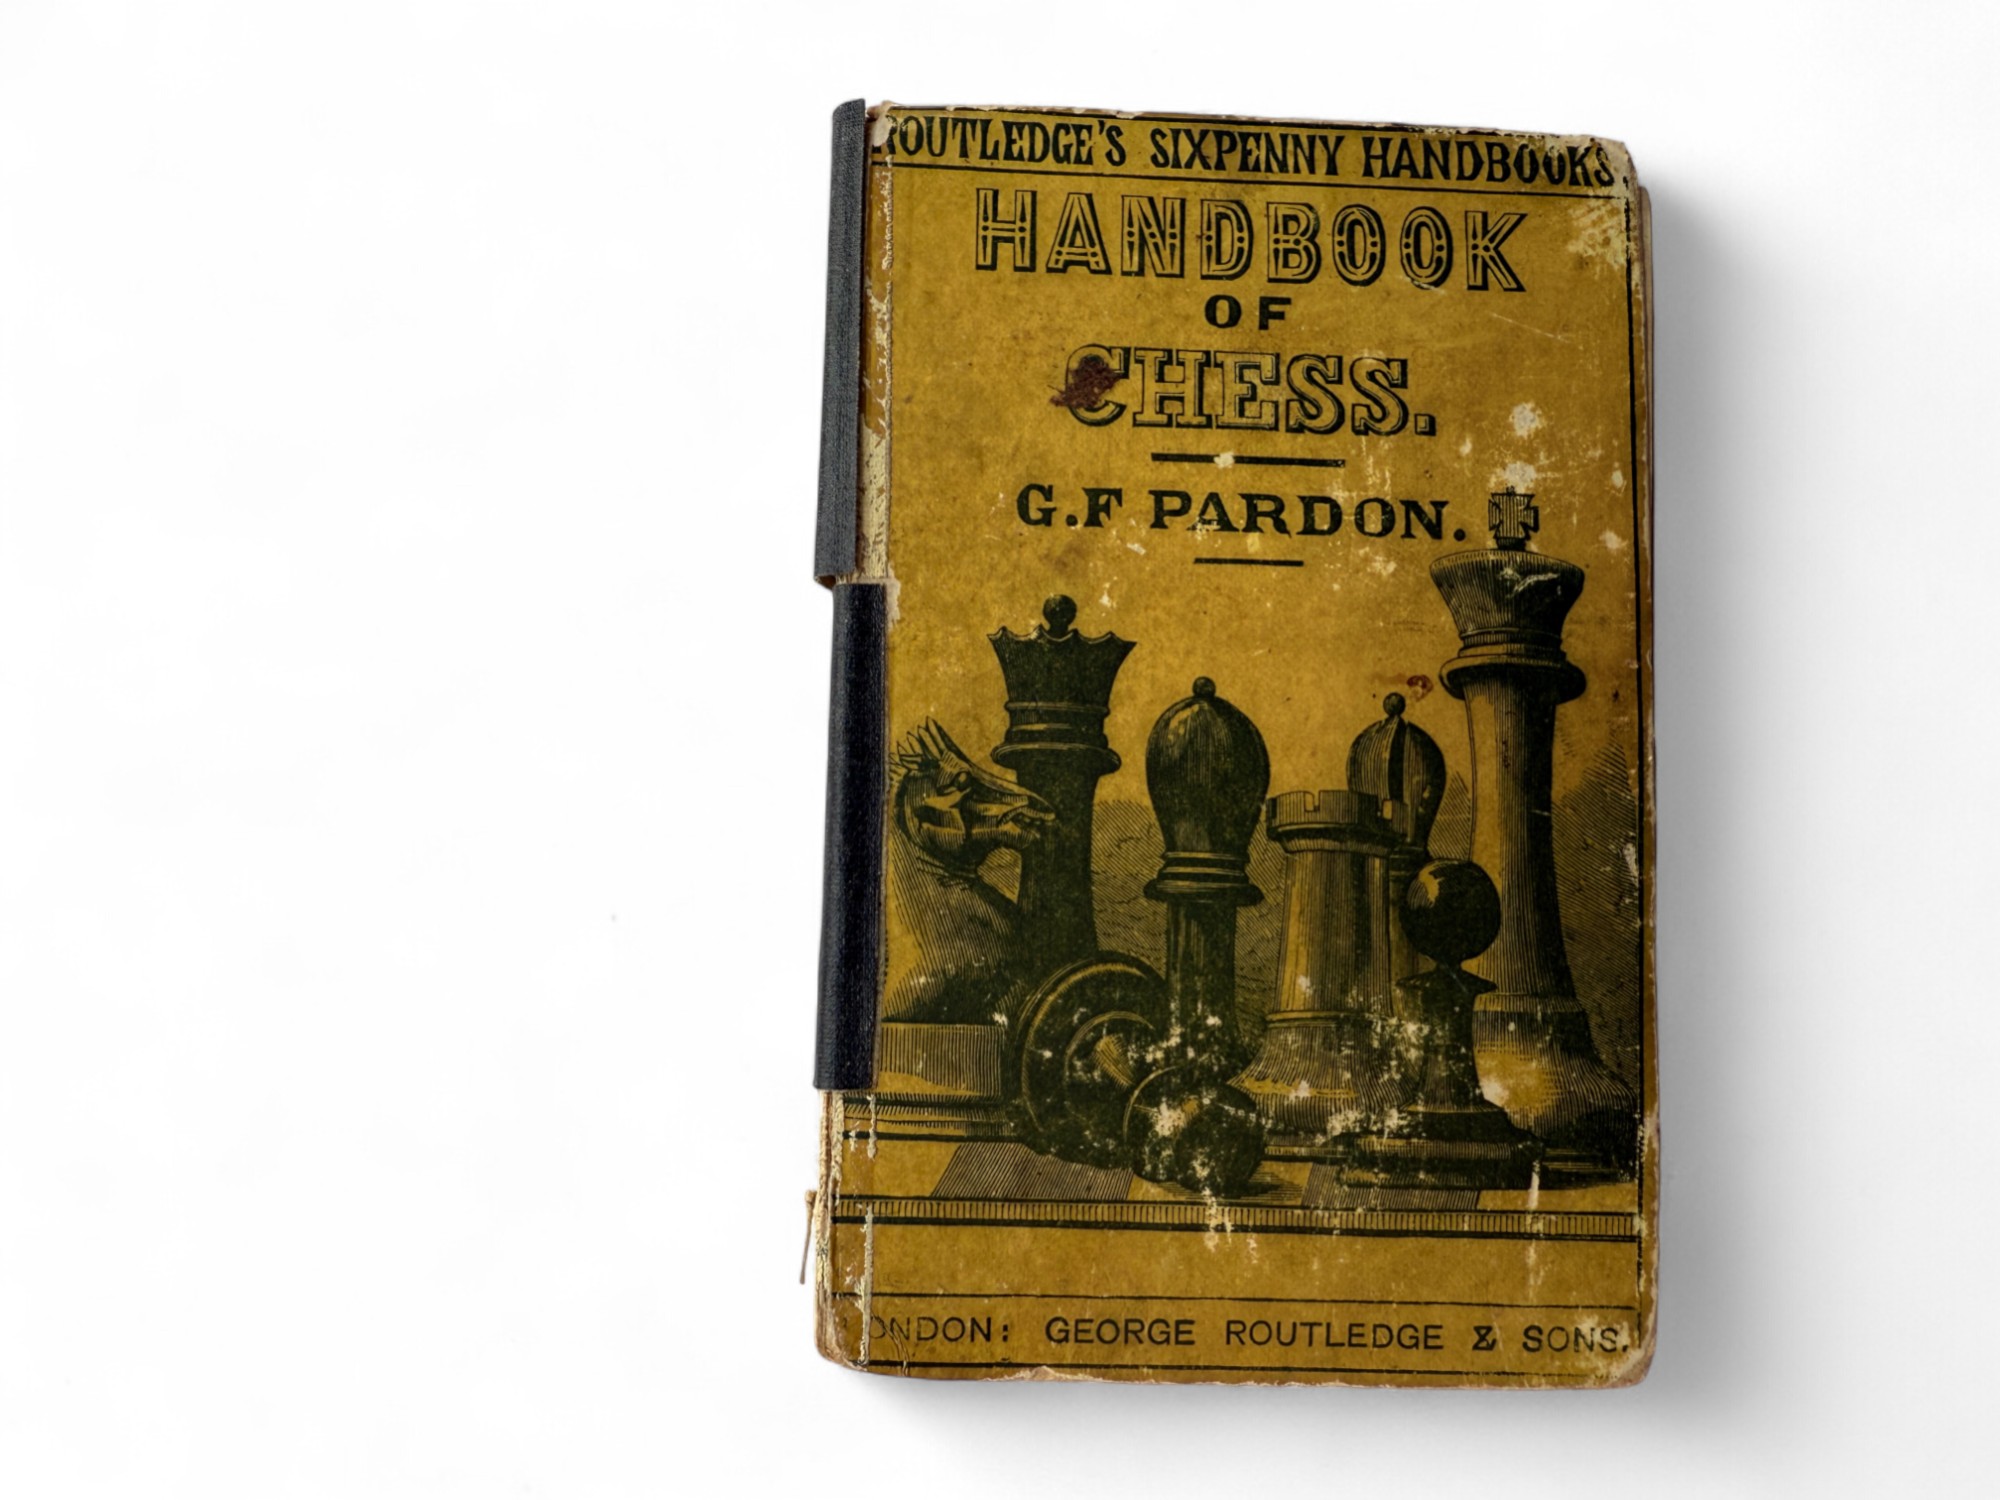 ROUTLEDGE'S SIXPENNY HANDBOOKS,
HANDBOOK
OF
CHESS.
G.F PARDON.
LONDON: GEORGE ROUTLEDGE & SONS.